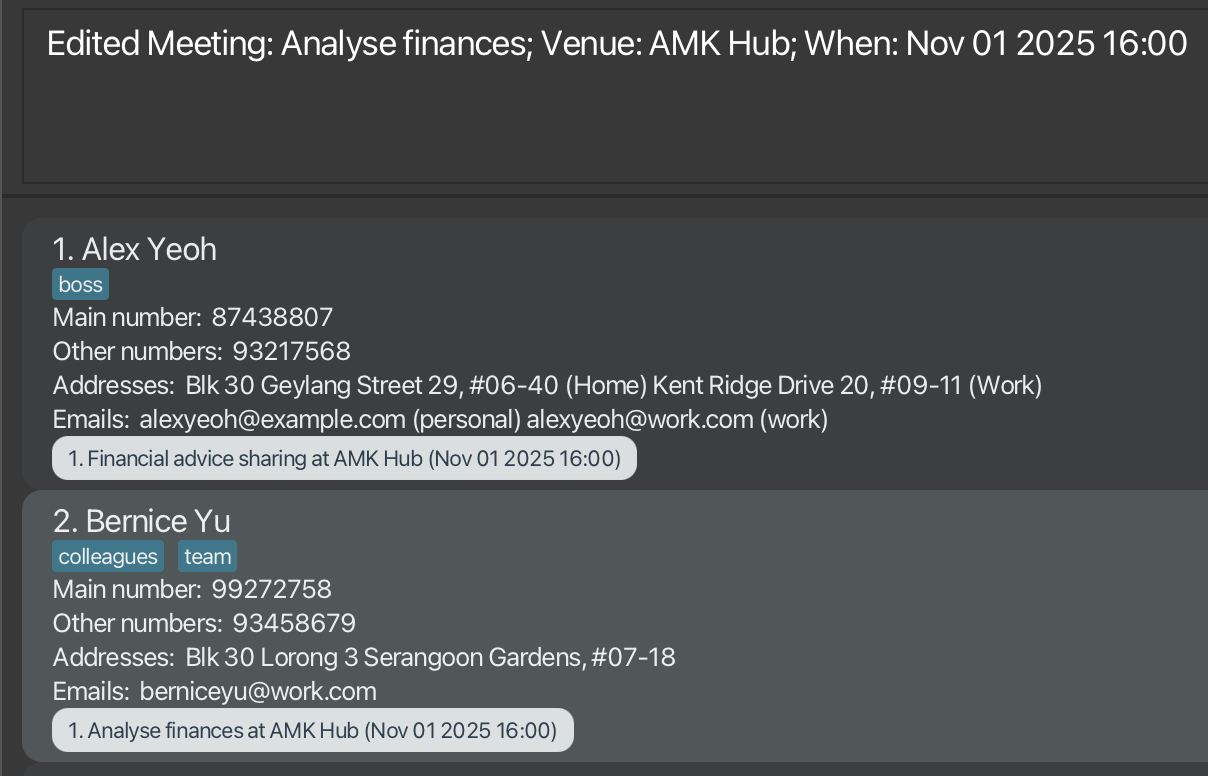 Edited Meeting: Analyse finances; Venue: AMK Hub; When: Nov 01 2025 16:00
1. Alex Yeoh
boss
Main number: 87438807
Other numbers: 93217568
Addresses: Blk 30 Geylang Street 29, #06-40 (Home) Kent Ridge Drive 20, #09-11 (Work)
Emails: alexyeoh@example.com (personal) alexyeoh@work.com (work)
1. Financial advice sharing at AMK Hub (Nov 01 2025 16:00)
2. Bernice Yu
colleagues team
Main number: 99272758
Other numbers: 93458679
Addresses: Blk 30 Lorong 3 Serangoon Gardens, #07-18
Emails: berniceyu@work.com
1. Analyse finances at AMK Hub (Nov 01 2025 16:00)